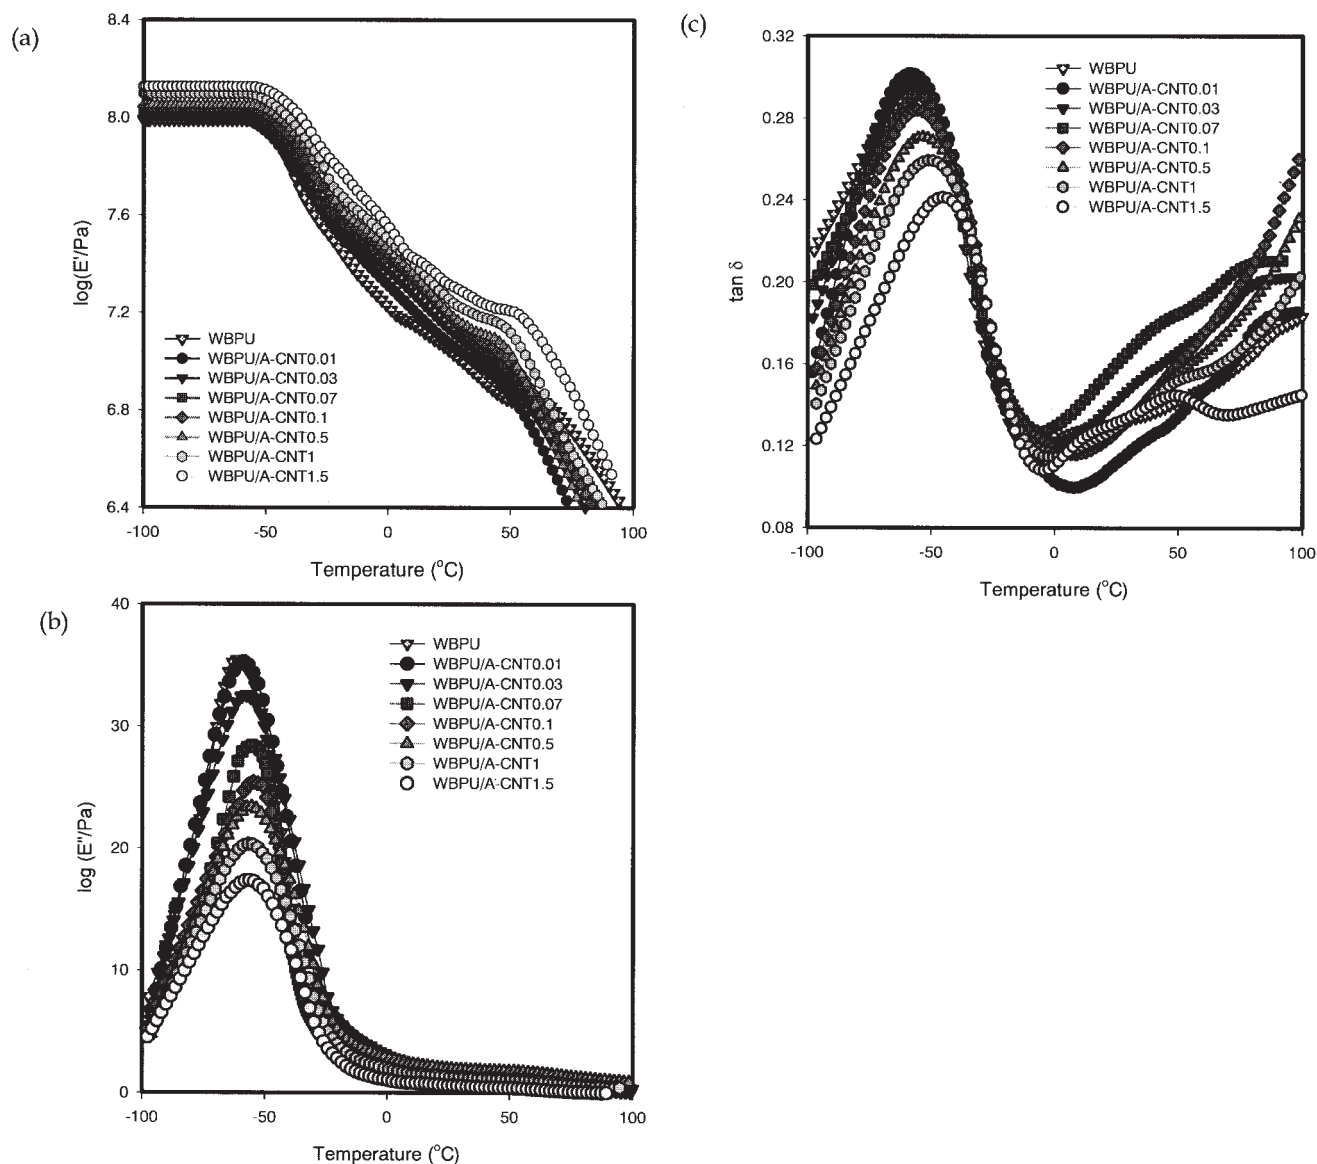 (a)
8.4
8.0
7.6
7.2
6.8
6.4
log(E'/Pa)
WBPU
WBPU/A-CNT0.01
WBPU/A-CNT0.03
WBPU/A-CNT0.07
WBPU/A-CNT0.1
WBPU/A-CNT0.5
WBPU/A-CNT1
WBPU/A-CNT1.5
-100 -50 0 50 100
Temperature (°C)
(b)
40
30
20
10
0
log (E''/Pa)
WBPU
WBPU/A-CNT0.01
WBPU/A-CNT0.03
WBPU/A-CNT0.07
WBPU/A-CNT0.1
WBPU/A-CNT0.5
WBPU/A-CNT1
WBPU/A-CNT1.5
-100 -50 0 50 100
Temperature (°C)
(c)
0.32
0.28
0.24
0.20
0.16
0.12
0.08
tan δ
WBPU
WBPU/A-CNT0.01
WBPU/A-CNT0.03
WBPU/A-CNT0.07
WBPU/A-CNT0.1
WBPU/A-CNT0.5
WBPU/A-CNT1
WBPU/A-CNT1.5
-100 -50 0 50 100
Temperature (°C)